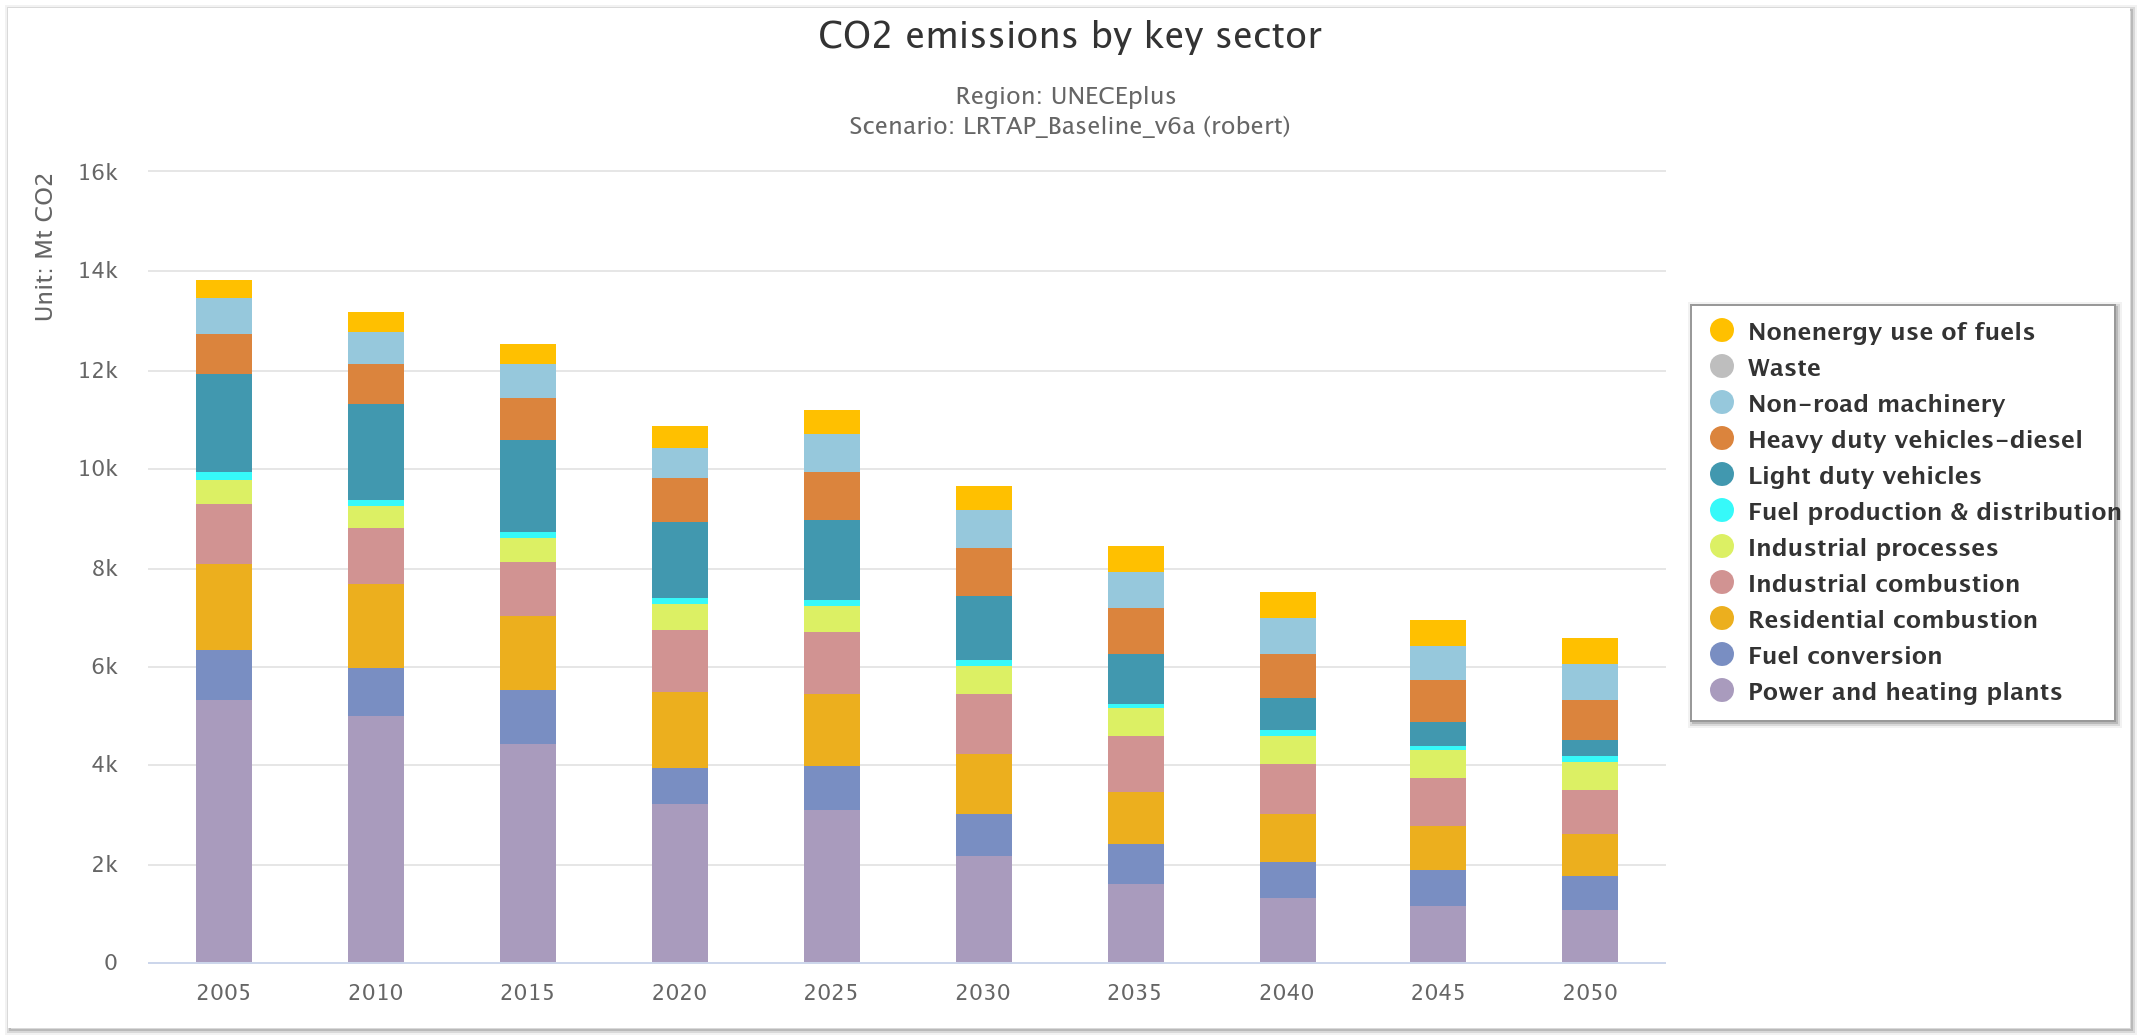 CO2 emissions by key sector
Region: UNECEplus
Scenario: LRTAP_Baseline_v6a (robert)
Unit: Mt CO2
16k
14k
12k
10k
8k
6k
4k
2k
0
2005 2010 2015 2020 2025 2030 2035 2040 2045 2050
Nonenergy use of fuels
Waste
Non-road machinery
Heavy duty vehicles-diesel
Light duty vehicles
Fuel production & distribution
Industrial processes
Industrial combustion
Residential combustion
Fuel conversion
Power and heating plants